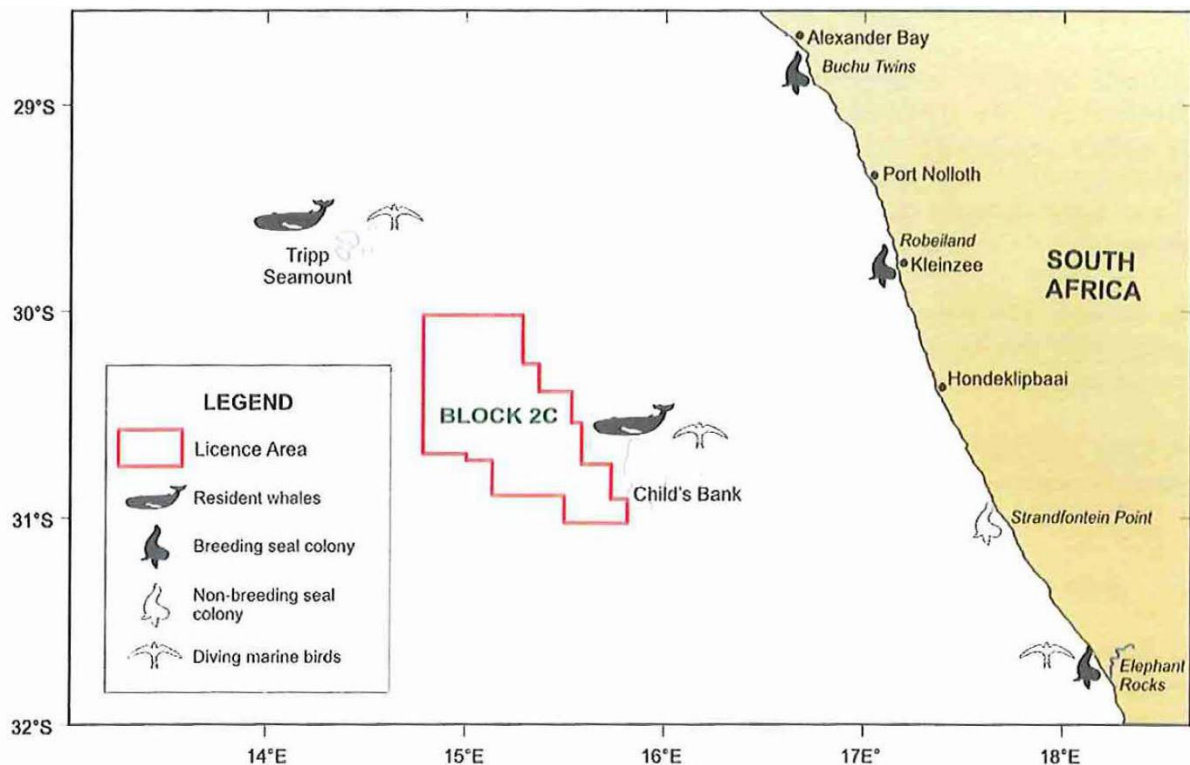 Alexander Bay
Buchu Twins
29°S
Port Nolloth
Tripp
Seamount
Robeiland
Kleinzee
SOUTH
AFRICA
30°S
Hondeklipbaai
LEGEND
Licence Area
Resident whales
Breeding seal colony
Non-breeding seal
colony
Diving marine birds
BLOCK 2C
Child's Bank
31°S
Strandfontein Point
Elephant
Rocks
32°S
14°E
15°E
16°E
17°E
18°E